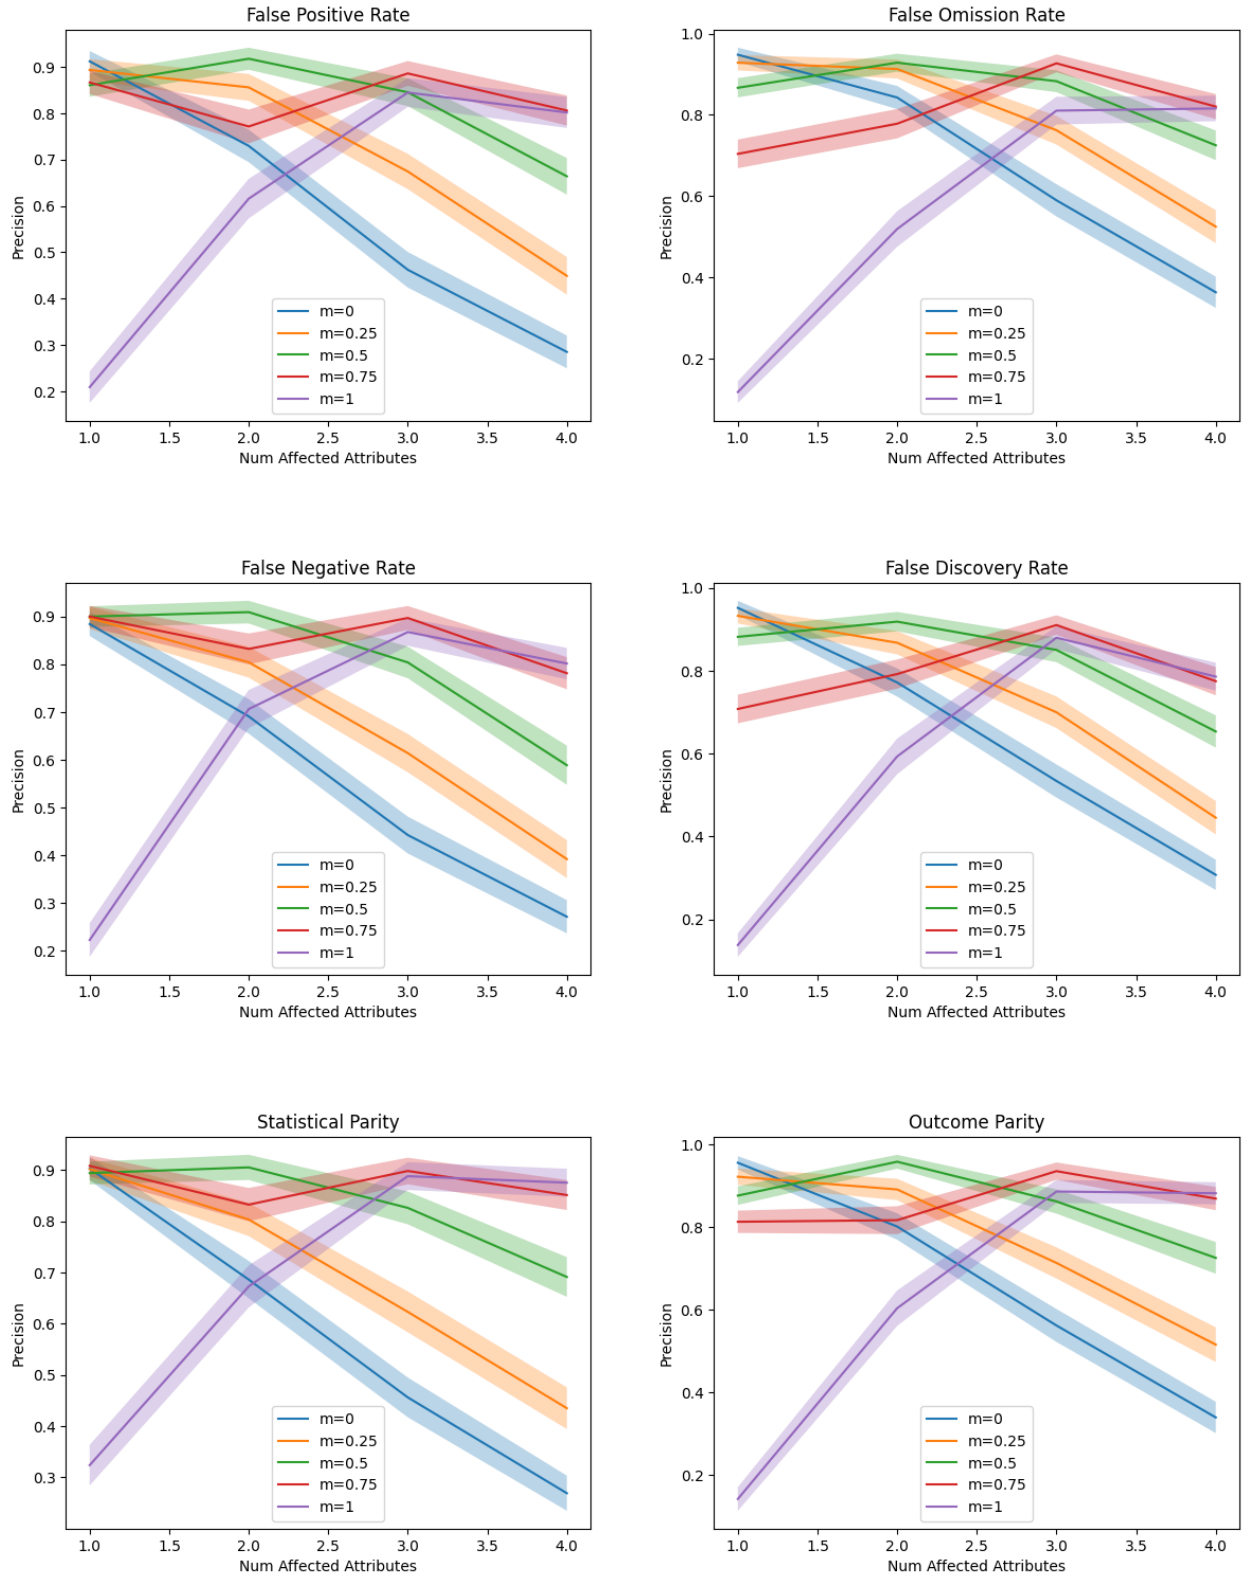 False Positive Rate
Precision
0.9
0.8
0.7
0.6
0.5
0.4
0.3
0.2
m=0
m=0.25
m=0.5
m=0.75
m=1
1.0 1.5 2.0 2.5 3.0 3.5 4.0
Num Affected Attributes
False Omission Rate
Precision
1.0
0.8
0.6
0.4
0.2
m=0
m=0.25
m=0.5
m=0.75
m=1
1.0 1.5 2.0 2.5 3.0 3.5 4.0
Num Affected Attributes
False Negative Rate
Precision
0.9
0.8
0.7
0.6
0.5
0.4
0.3
0.2
m=0
m=0.25
m=0.5
m=0.75
m=1
1.0 1.5 2.0 2.5 3.0 3.5 4.0
Num Affected Attributes
False Discovery Rate
Precision
1.0
0.8
0.6
0.4
0.2
m=0
m=0.25
m=0.5
m=0.75
m=1
1.0 1.5 2.0 2.5 3.0 3.5 4.0
Num Affected Attributes
Statistical Parity
Precision
0.9
0.8
0.7
0.6
0.5
0.4
0.3
m=0
m=0.25
m=0.5
m=0.75
m=1
1.0 1.5 2.0 2.5 3.0 3.5 4.0
Num Affected Attributes
Outcome Parity
Precision
1.0
0.8
0.6
0.4
0.2
m=0
m=0.25
m=0.5
m=0.75
m=1
1.0 1.5 2.0 2.5 3.0 3.5 4.0
Num Affected Attributes